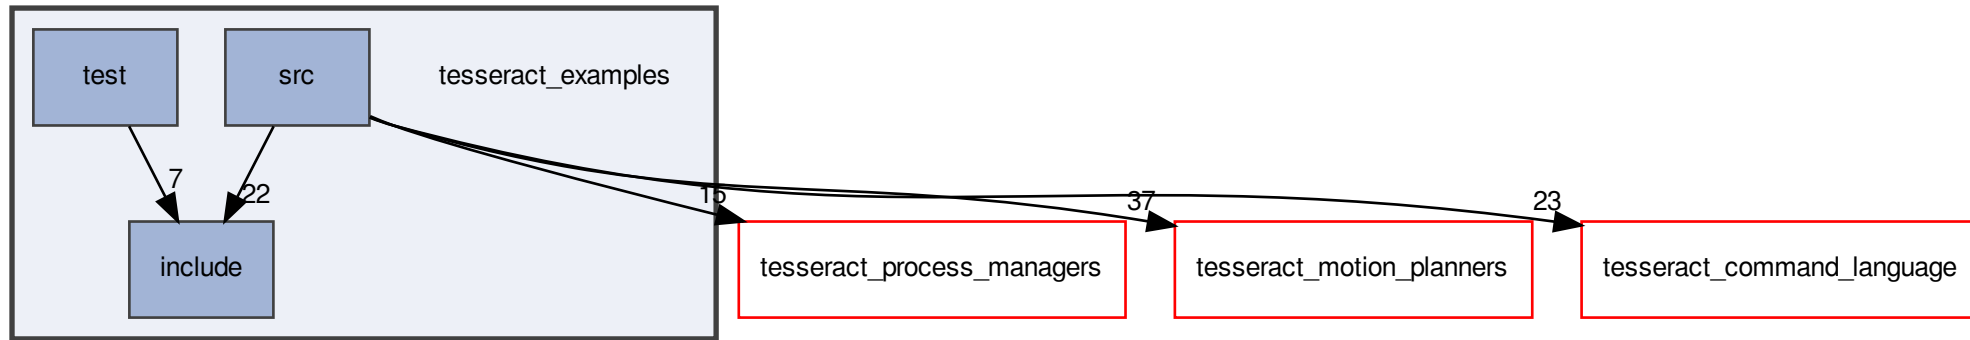 test
src
tesseract_examples
7
22
15
37
23
include
tesseract_process_managers
tesseract_motion_planners
tesseract_command_language